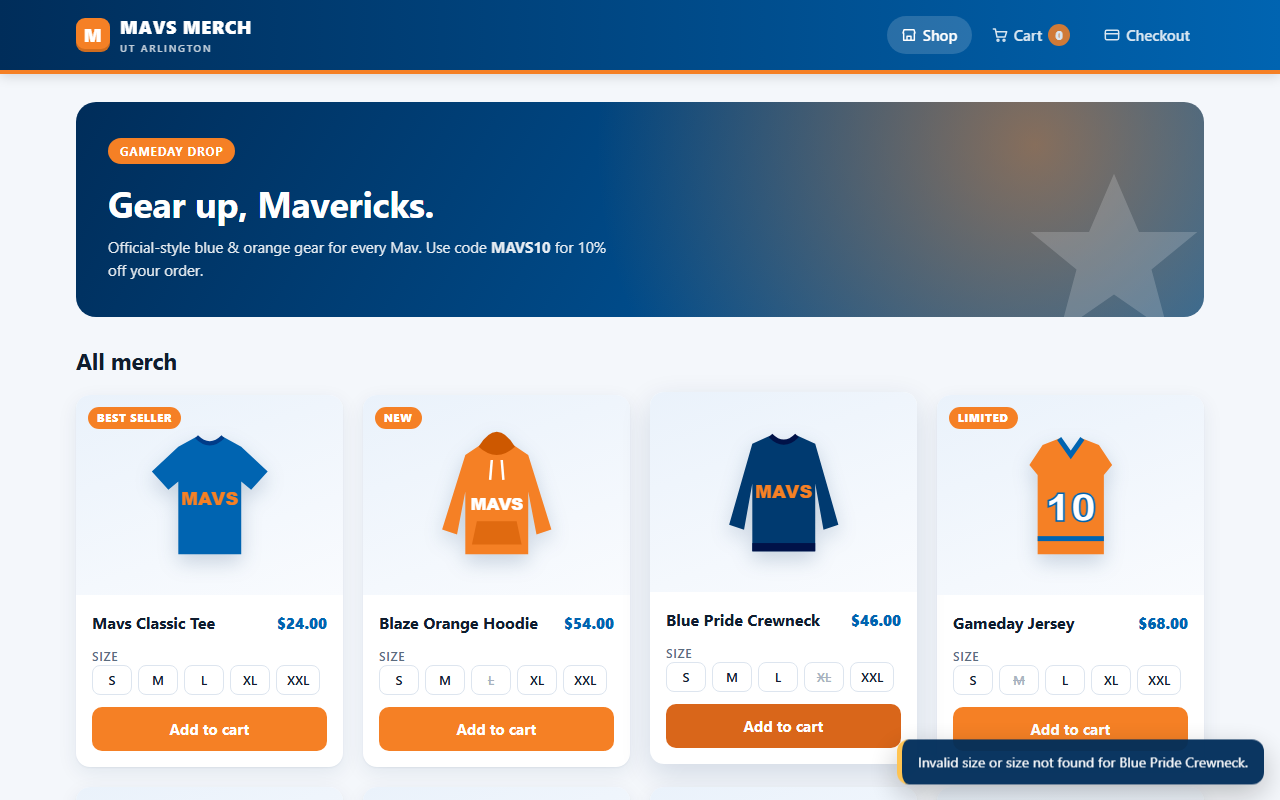 M
MAVS MERCH
UT ARLINGTON
Shop
Cart 0
Checkout
GAMEDAY DROP
Gear up, Mavericks.
Official-style blue & orange gear for every Mav. Use code MAVS10 for 10%
off your order.
All merch
BEST SELLER
MAVS
Mavs Classic Tee $24.00
SIZE
S M L XL XXL
Add to cart
NEW
MAVS
Blaze Orange Hoodie $54.00
SIZE
S M L XL XXL
Add to cart
MAVS
Blue Pride Crewneck $46.00
SIZE
S M L XL XXL
Add to cart
LIMITED
10
Gameday Jersey $68.00
SIZE
S M L XL XXL
Add to cart
Invalid size or size not found for Blue Pride Crewneck.